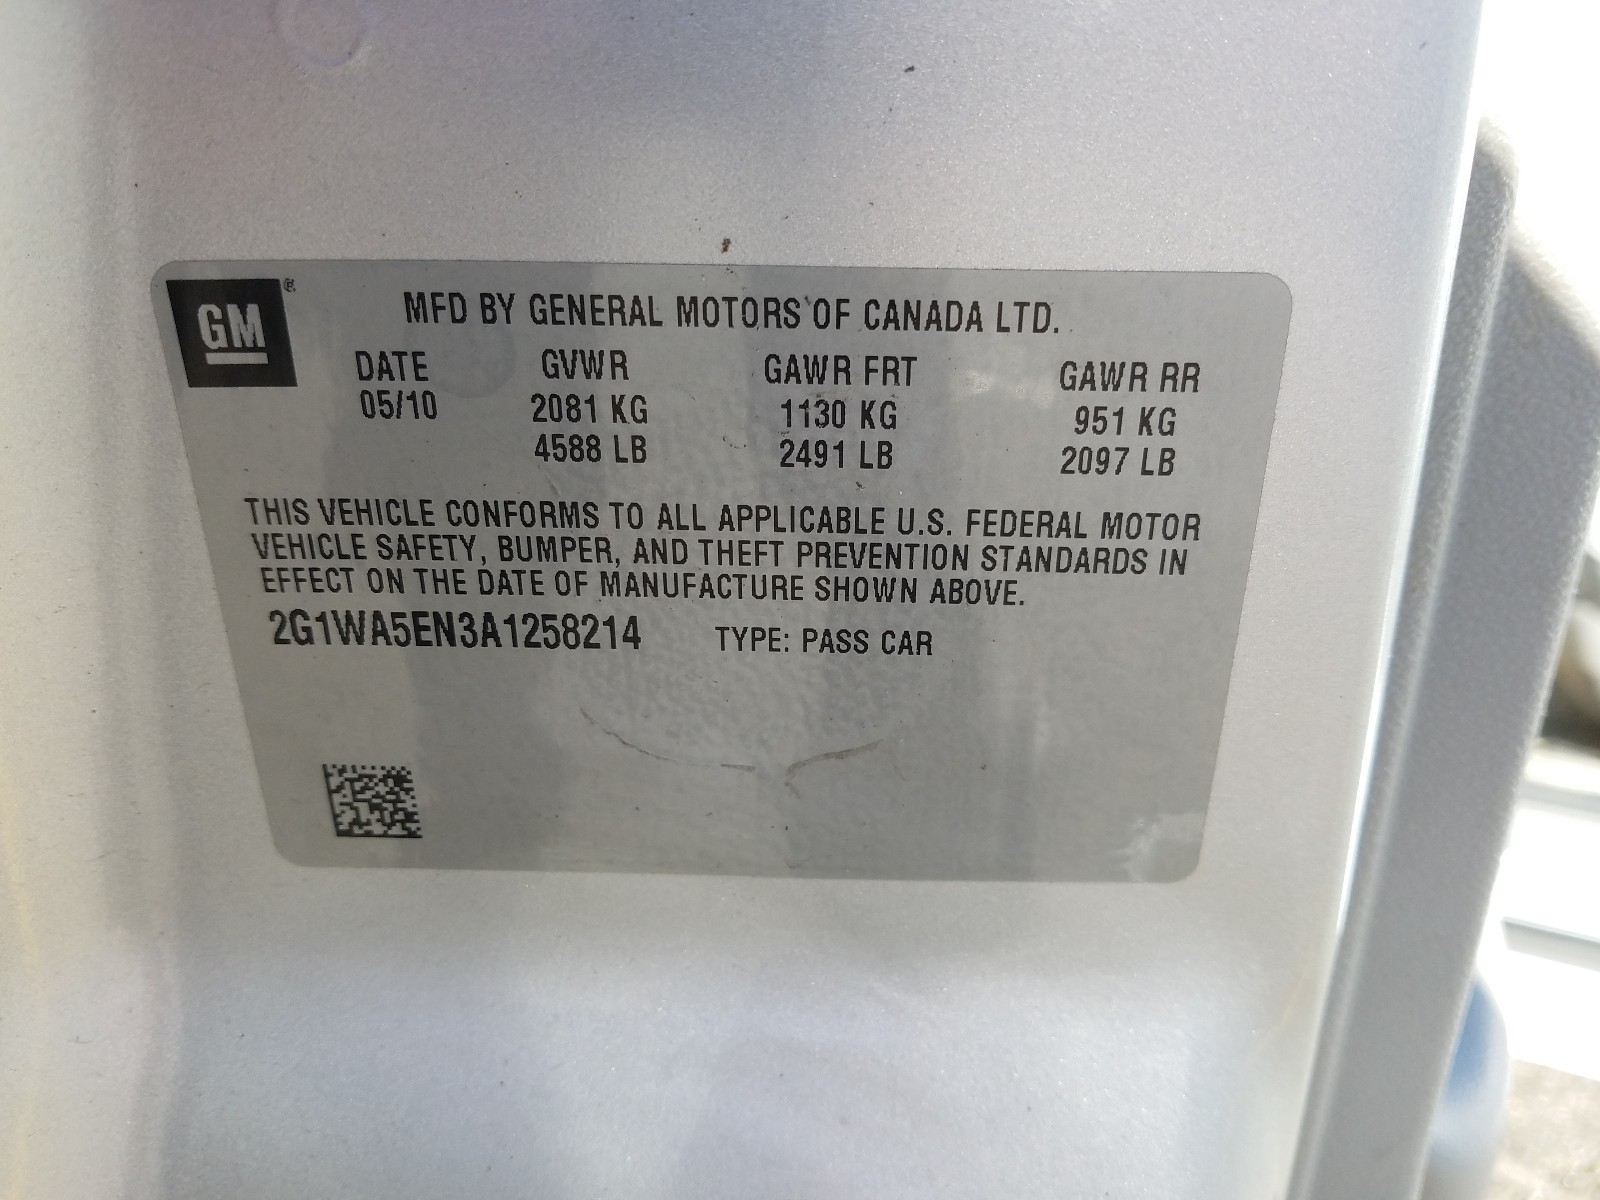 GM®
MFD BY GENERAL MOTORS OF CANADA LTD.
DATE GVWR GAWR FRT GAWR RR
05/10 2081 KG 1130 KG 951 KG
4588 LB 2491 LB 2097 LB
THIS VEHICLE CONFORMS TO ALL APPLICABLE U.S. FEDERAL MOTOR
VEHICLE SAFETY, BUMPER, AND THEFT PREVENTION STANDARDS IN
EFFECT ON THE DATE OF MANUFACTURE SHOWN ABOVE.
2G1WA5EN3A1258214 TYPE: PASS CAR